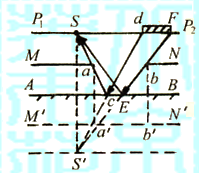 P₁ S d F P₂
M a b N
A C E B
M' a' b' N'
S'